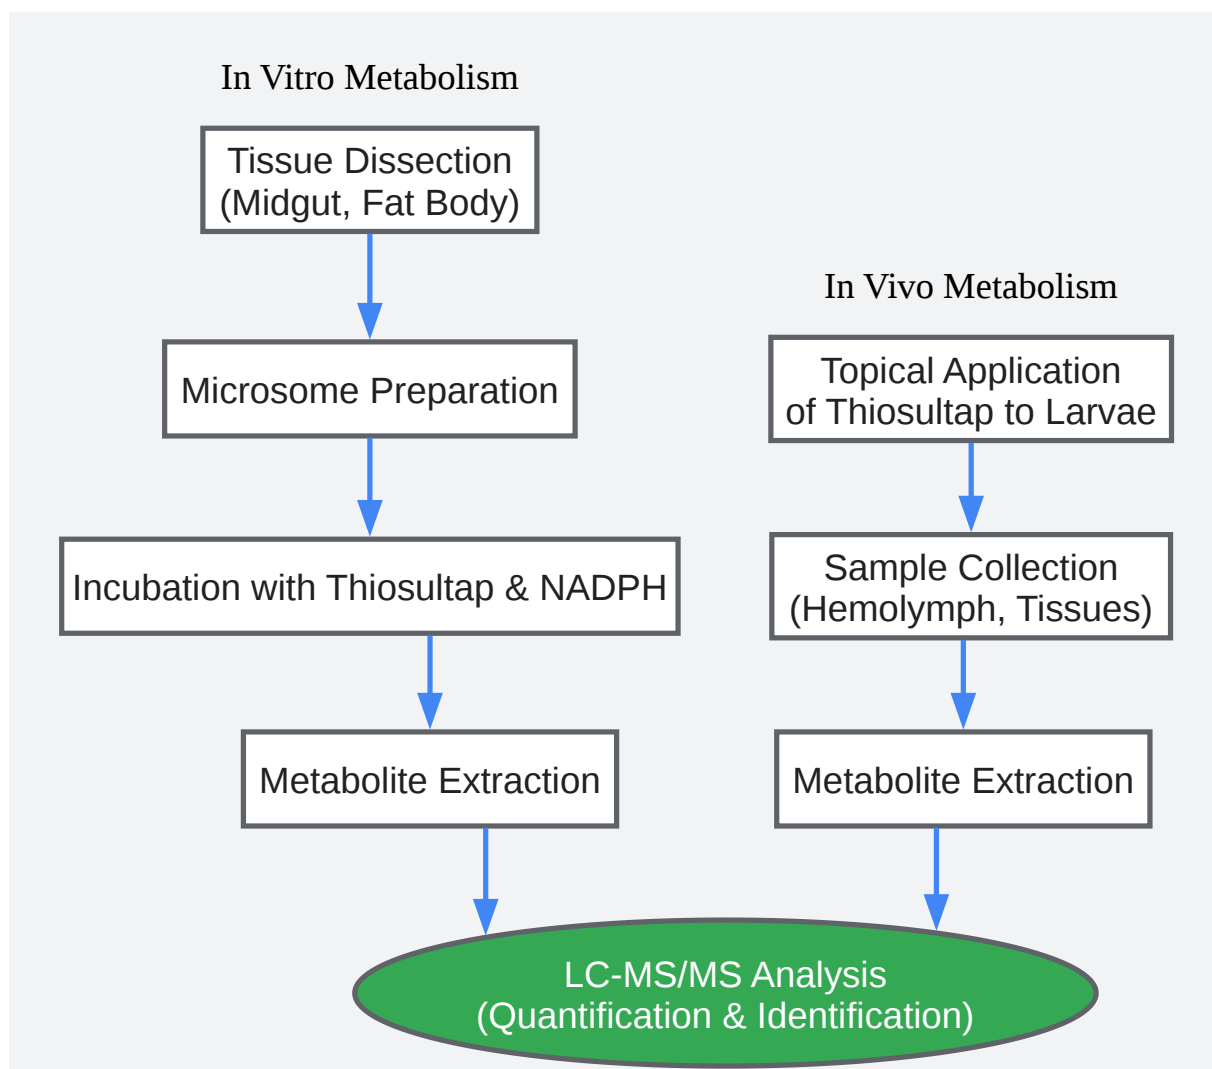 In Vitro Metabolism
Tissue Dissection
(Midgut, Fat Body)
Microsome Preparation
Incubation with Thiosultap & NADPH
Metabolite Extraction
In Vivo Metabolism
Topical Application
of Thiosultap to Larvae
Sample Collection
(Hemolymph, Tissues)
Metabolite Extraction
LC-MS/MS Analysis
(Quantification & Identification)